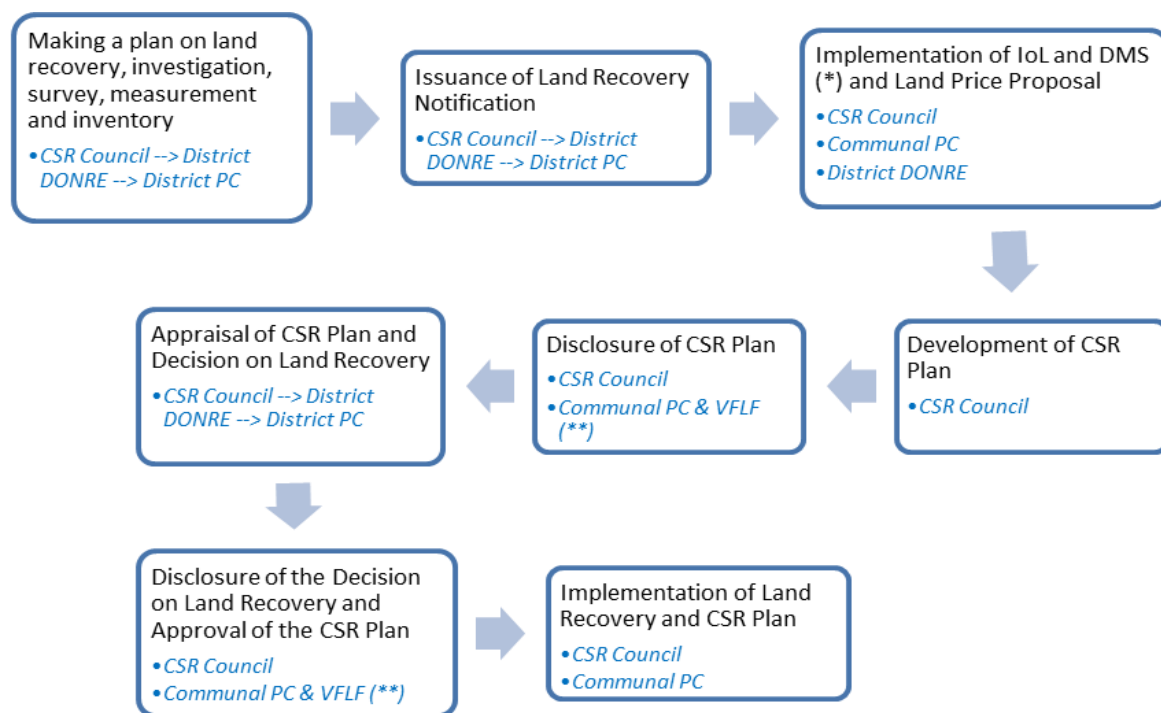 Making a plan on land
recovery, investigation,
survey, measurement
and inventory
•CSR Council --> District
DONRE --> District PC
Issuance of Land Recovery
Notification
•CSR Council --> District
DONRE --> District PC
Implementation of IoL and DMS
(*) and Land Price Proposal
•CSR Council
•Communal PC
•District DONRE
Development of CSR
Plan
•CSR Council
Disclosure of CSR Plan
•CSR Council
•Communal PC & VFLF
(**)
Appraisal of CSR Plan and
Decision on Land Recovery
•CSR Council --> District
DONRE --> District PC
Disclosure of the Decision
on Land Recovery and
Approval of the CSR Plan
•CSR Council
•Communal PC & VFLF (**)
Implementation of Land
Recovery and CSR Plan
•CSR Council
•Communal PC